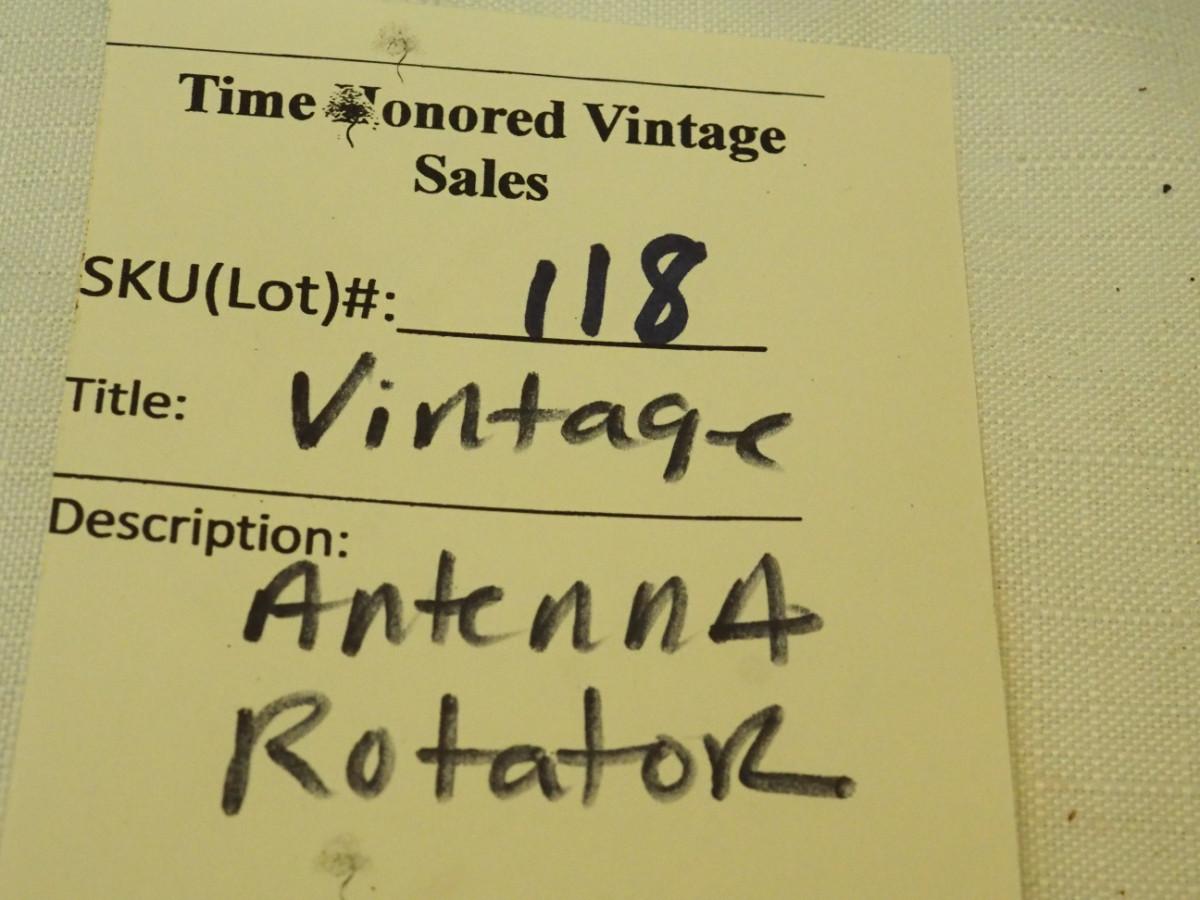 Time Honored Vintage
Sales
SKU(Lot)#: 118
Title: Vintage
Description:
AntennA
RotatoR